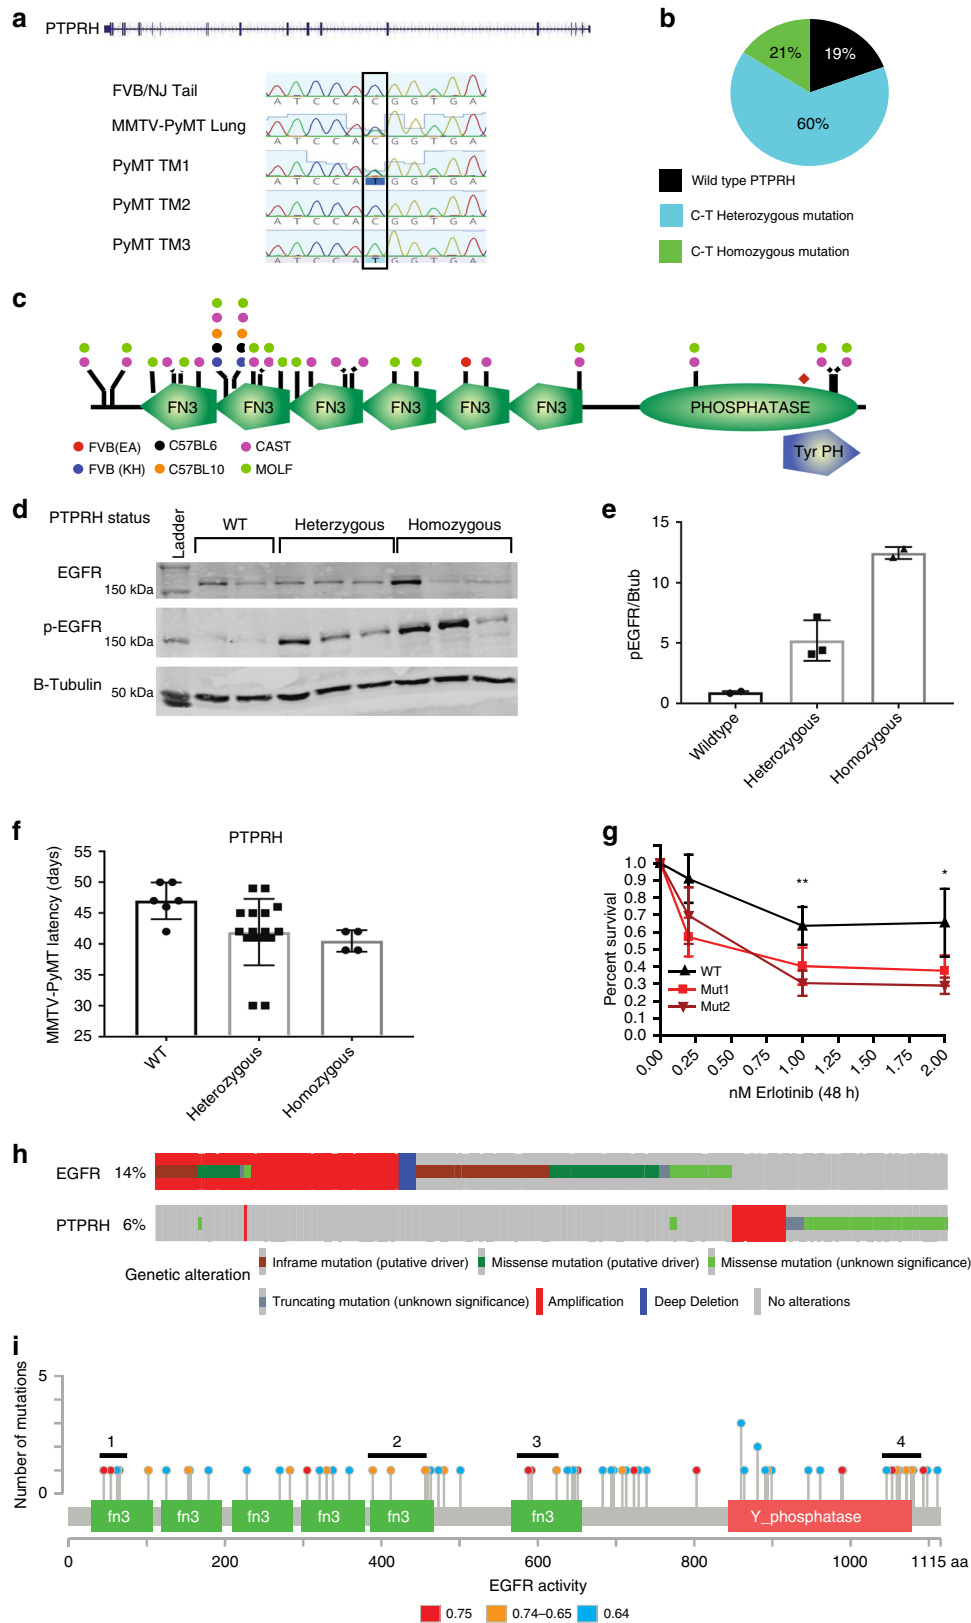 a
PTPRH
FVB/NJ Tail
A T C C A C G G T G A
MMTV-PyMT Lung
A T C C A C G G T G A
PyMT TM1
A T C C A T G G T G A
PyMT TM2
A T C C A C G G T G A
PyMT TM3
A T C C A T G G T G A
b
21%
19%
60%
Wild type PTPRH
C-T Heterozygous mutation
C-T Homozygous mutation
c
FN3 FN3 FN3 FN3 FN3 FN3 PHOSPHATASE
Tyr PH
FVB(EA) C57BL6 CAST
FVB (KH) C57BL10 MOLF
d
PTPRH status
Ladder
WT Heterzygous Homozygous
EGFR
150 kDa
p-EGFR
150 kDa
B-Tubulin
50 kDa
e
pEGFR/Btub
15
10
5
0
Wildtype
Heterozygous
Homozygous
f
PTPRH
MMTV-PyMT latency (days)
55
50
45
40
35
30
25
WT
Heterozygous
Homozygous
g
Percent survival
1.0
0.9
0.8
0.7
0.6
0.5
0.4
0.3
0.2
0.1
0.0
** *
WT
Mut1
Mut2
0.00 0.25 0.50 0.75 1.00 1.25 1.50 1.75 2.00
nM Erlotinib (48 h)
h
EGFR 14%
PTPRH 6%
Genetic alteration
Inframe mutation (putative driver) Missense mutation (putative driver) Missense mutation (unknown significance)
Truncating mutation (unknown significance) Amplification Deep Deletion No alterations
i
Number of mutations
5
0
1 2 3 4
fn3 fn3 fn3 fn3 fn3 fn3 Y_phosphatase
0 200 400 600 800 1000 1115 aa
EGFR activity
0.75 0.74–0.65 0.64